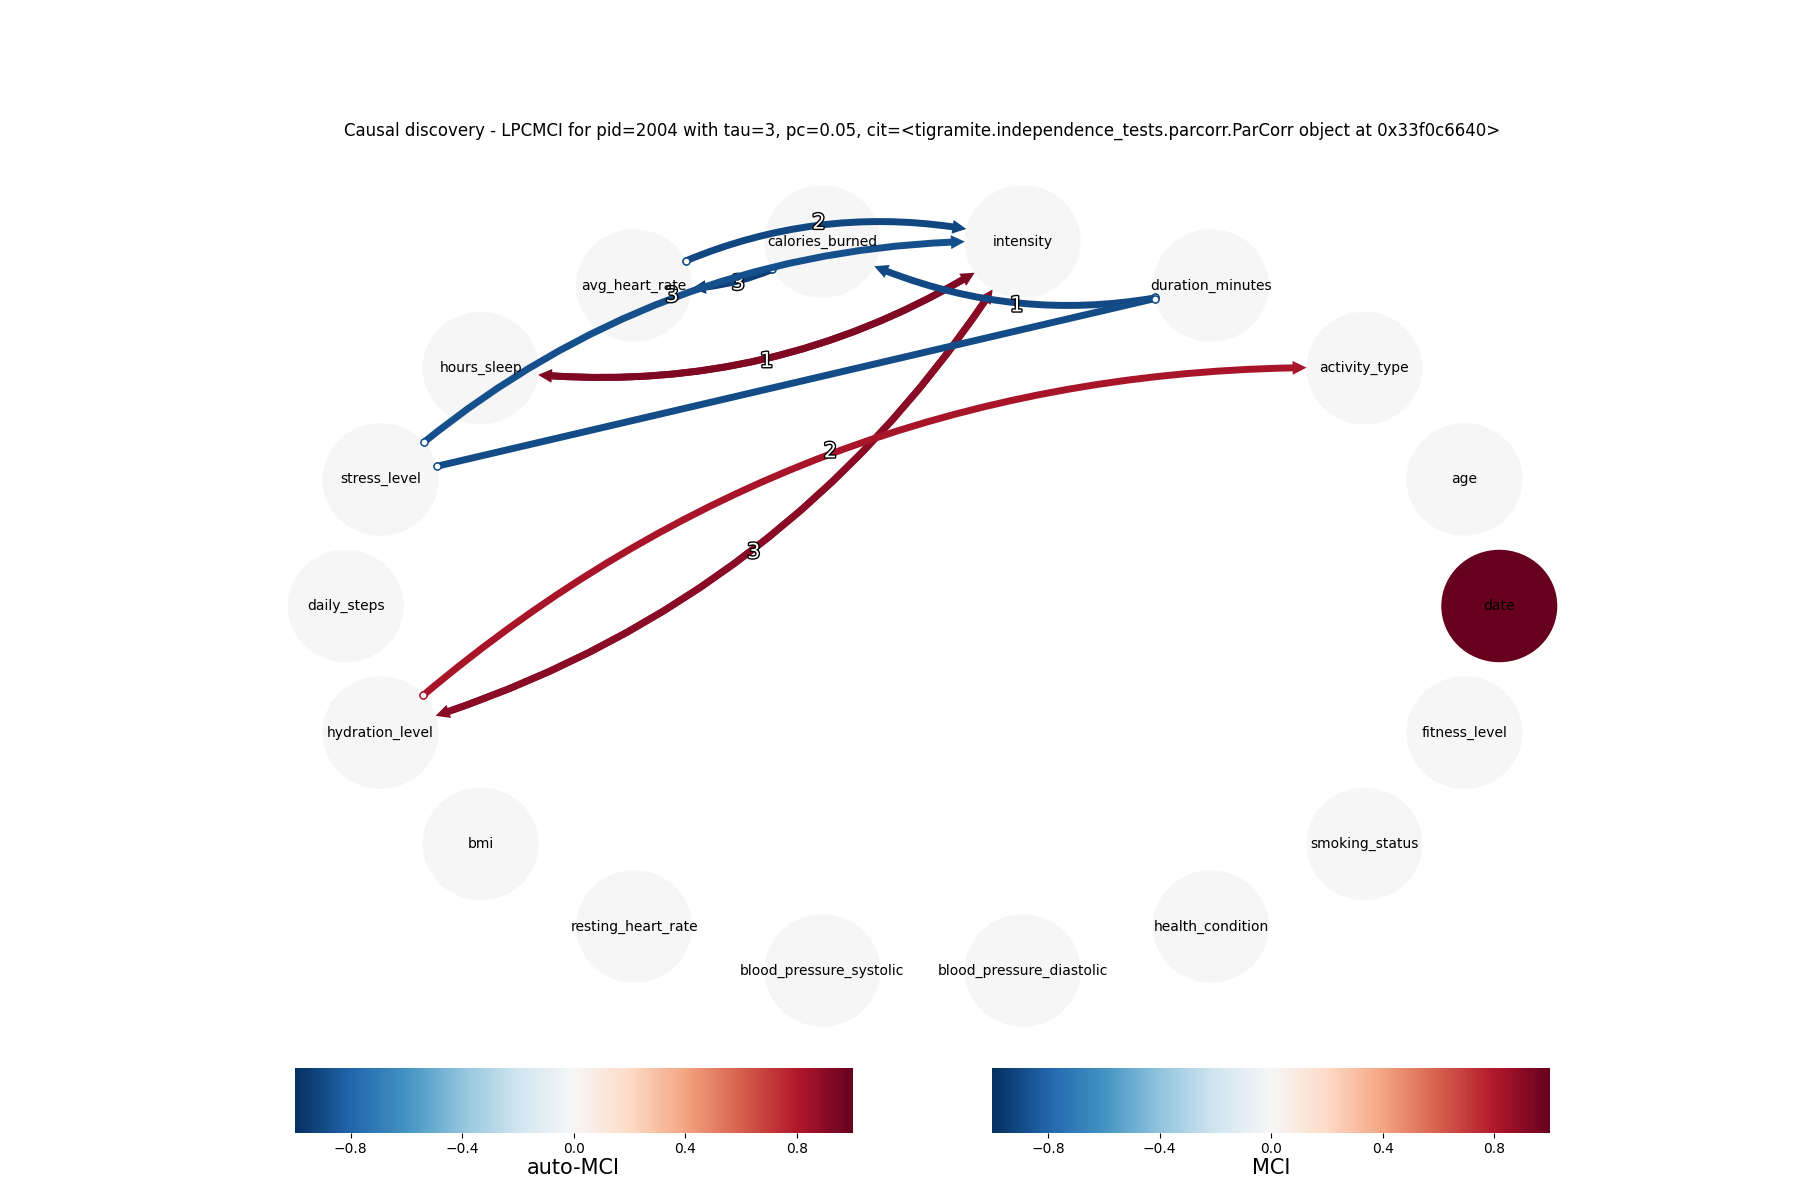 Causal discovery - LPCMCI for pid=2004 with tau=3, pc=0.05, cit=<tigramite.independence_tests.parcorr.ParCorr object at 0x33f0c6640>
2
calories_burned
intensity
avg_heart_rate
3
3
duration_minutes
1
hours_sleep
1
activity_type
2
stress_level
age
3
daily_steps
date
hydration_level
fitness_level
bmi
smoking_status
resting_heart_rate
health_condition
blood_pressure_systolic
blood_pressure_diastolic
−0.8 −0.4 0.0 0.4 0.8
auto-MCI
−0.8 −0.4 0.0 0.4 0.8
MCI